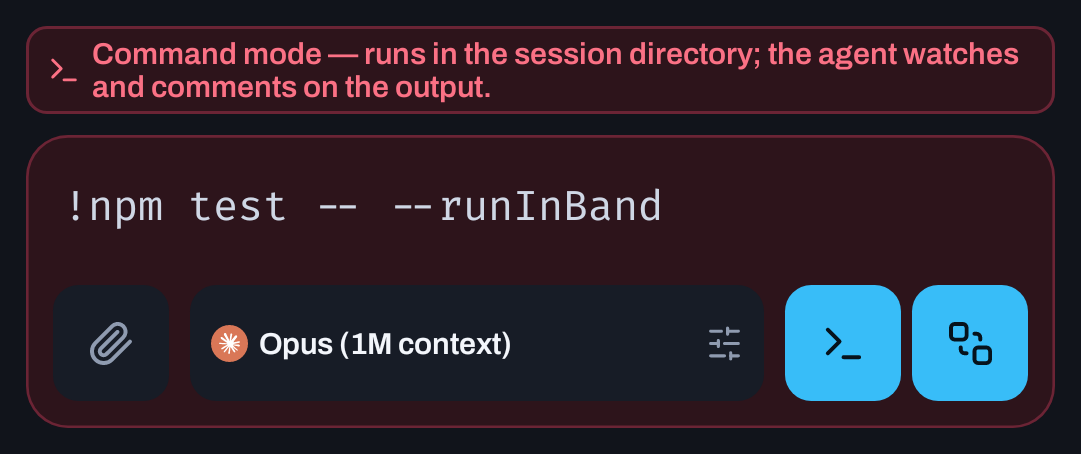 Command mode — runs in the session directory; the agent watches
and comments on the output.
!npm test -- --runInBand
Opus (1M context)